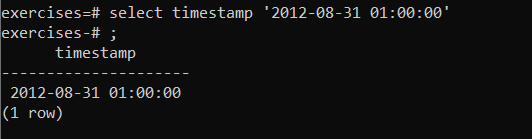 exercises=# select timestamp '2012-08-31 01:00:00'
exercises-# ;
      timestamp
---------------------
 2012-08-31 01:00:00
(1 row)